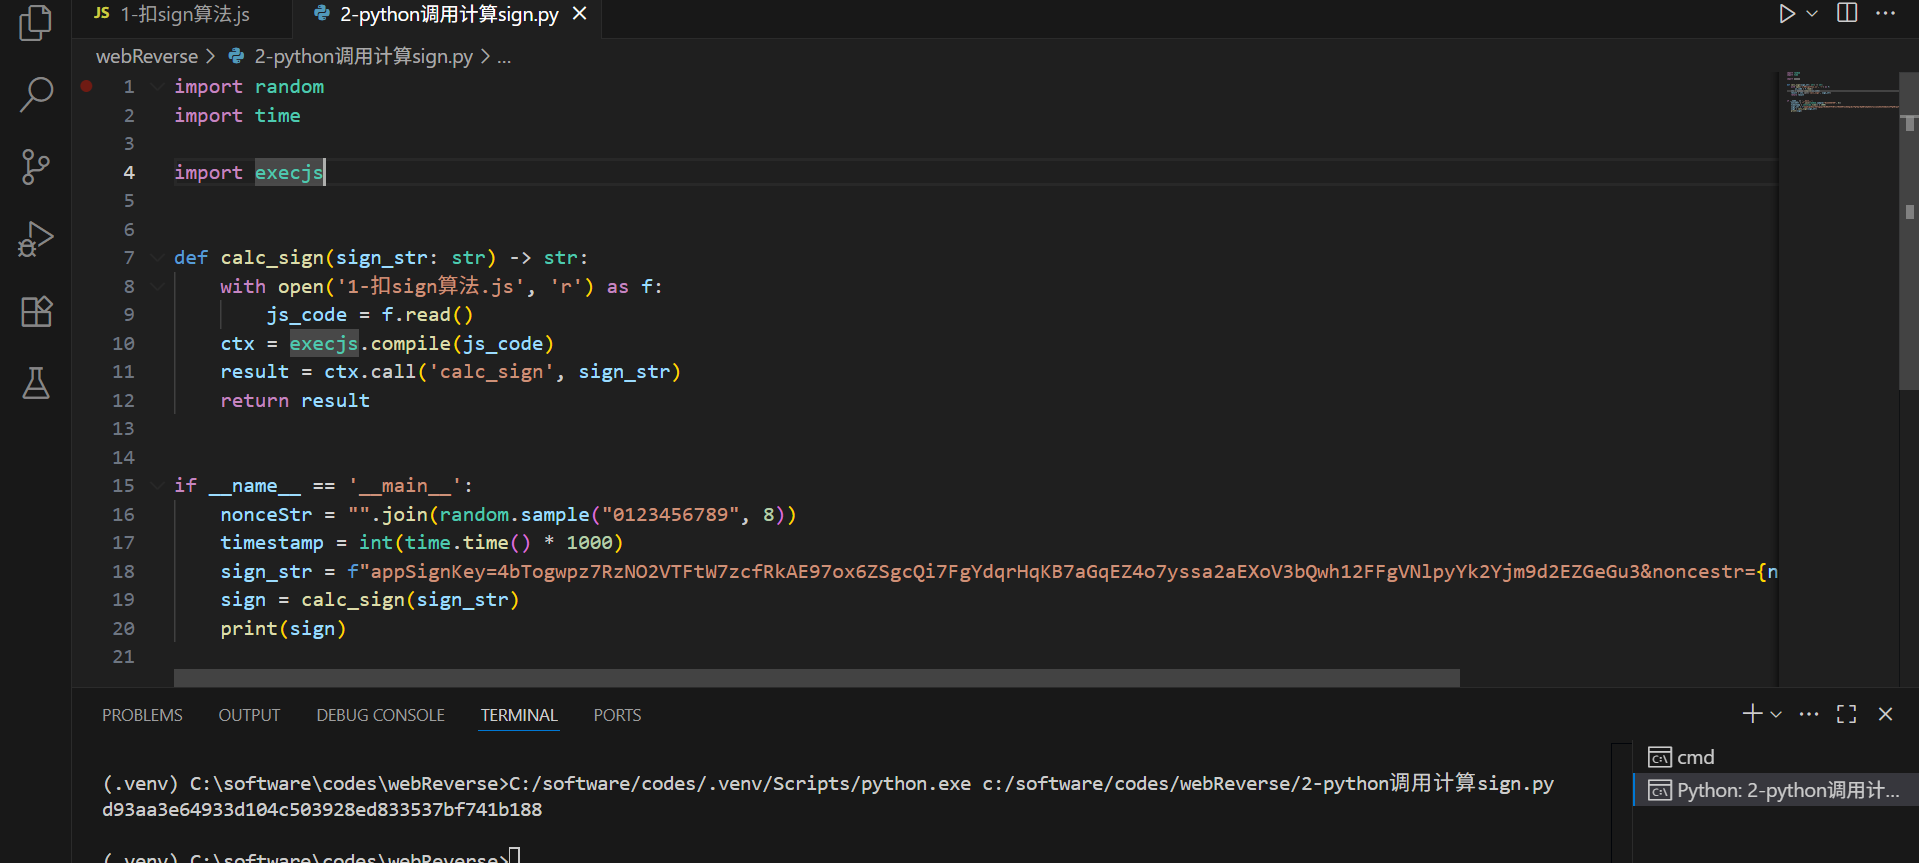 JS 1-扣sign算法.js 2-python调用计算sign.py
webReverse > 2-python调用计算sign.py > ...
1 import random
2 import time
3
4 import execjs
5
6
7 def calc_sign(sign_str: str) -> str:
8 with open('1-扣sign算法.js', 'r') as f:
9 js_code = f.read()
10 ctx = execjs.compile(js_code)
11 result = ctx.call('calc_sign', sign_str)
12 return result
13
14
15 if __name__ == '__main__':
16 nonceStr = "".join(random.sample("0123456789", 8))
17 timestamp = int(time.time() * 1000)
18 sign_str = f"appSignKey=4bTogwpz7RzNO2VTFtW7zcfRkAE97ox6ZSgcQi7FgYdqrHqKB7aGqEZ4o7yssa2aEXoV3bQwh12FFgVNlpyYk2Yjm9d2EZGeGu3&noncestr={n
19 sign = calc_sign(sign_str)
20 print(sign)
21
PROBLEMS OUTPUT DEBUG CONSOLE TERMINAL PORTS
(.venv) C:\software\codes\webReverse>C:/software/codes/.venv/Scripts/python.exe c:/software/codes/webReverse/2-python调用计算sign.py
d93aa3e64933d104c503928ed833537bf741b188
(.venv) C:\software\codes\webReverse>
cmd
Python: 2-python调用计...